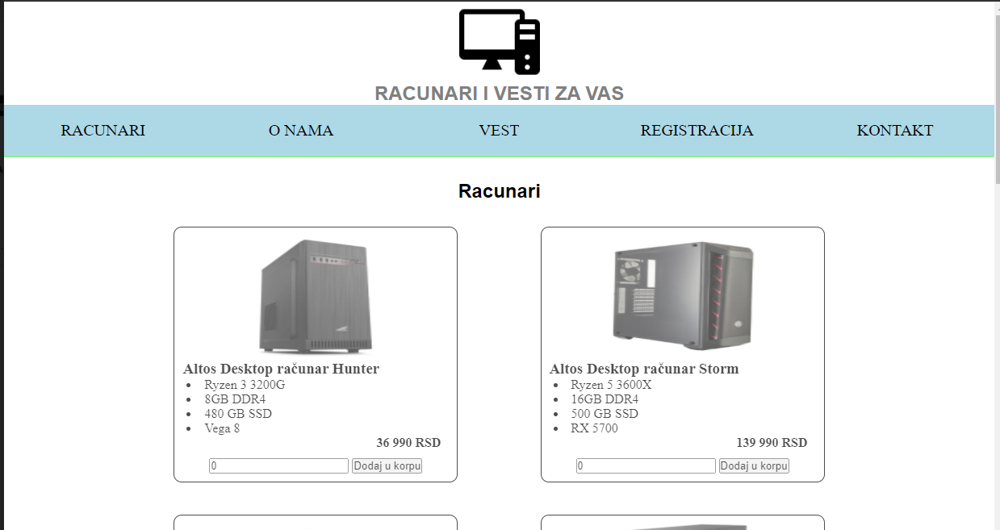 RACUNARI I VESTI ZA VAS
RACUNARI O NAMA VEST REGISTRACIJA KONTAKT
Racunari
Altos Desktop računar Hunter
Ryzen 3 3200G
8GB DDR4
480 GB SSD
Vega 8
36 990 RSD
0 Dodaj u korpu
Altos Desktop računar Storm
Ryzen 5 3600X
16GB DDR4
500 GB SSD
RX 5700
139 990 RSD
0 Dodaj u korpu